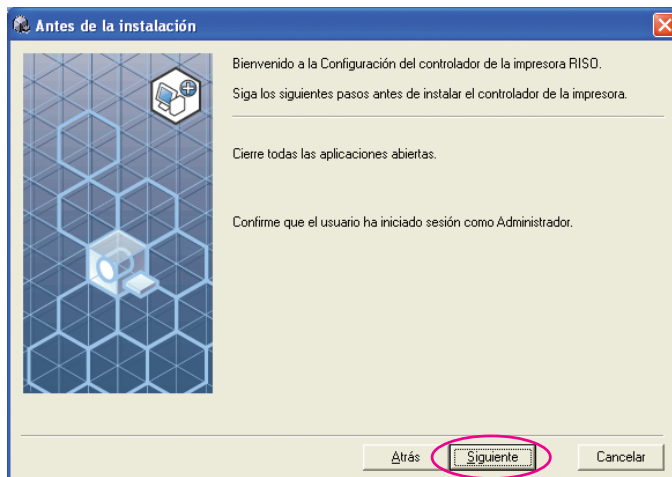 Antes de la instalación
Bienvenido a la Configuración del controlador de la impresora RISO.
Siga los siguientes pasos antes de instalar el controlador de la impresora.
Cierre todas las aplicaciones abiertas.
Confirme que el usuario ha iniciado sesión como Administrador.
Atrás Siguiente Cancelar